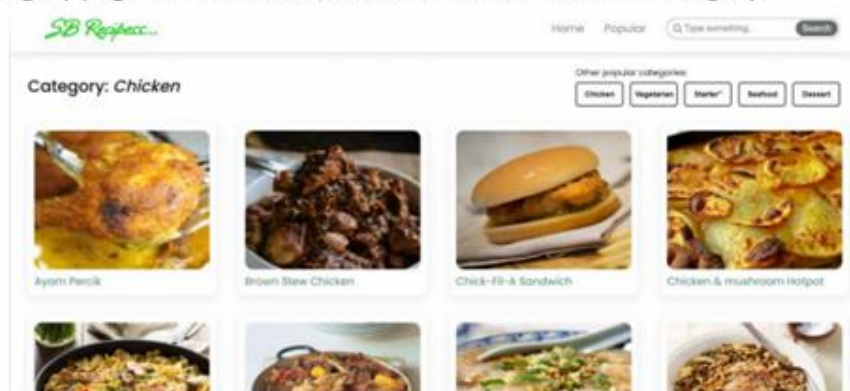 SB Recipess...
Home Popular Type something... Search
Category: Chicken
Other popular categories:
Chicken Vegetarian Starter" Seafood Dessert
Ayam Percik
Brown Stew Chicken
Chick-Fil-A Sandwich
Chicken & mushroom Hotpot